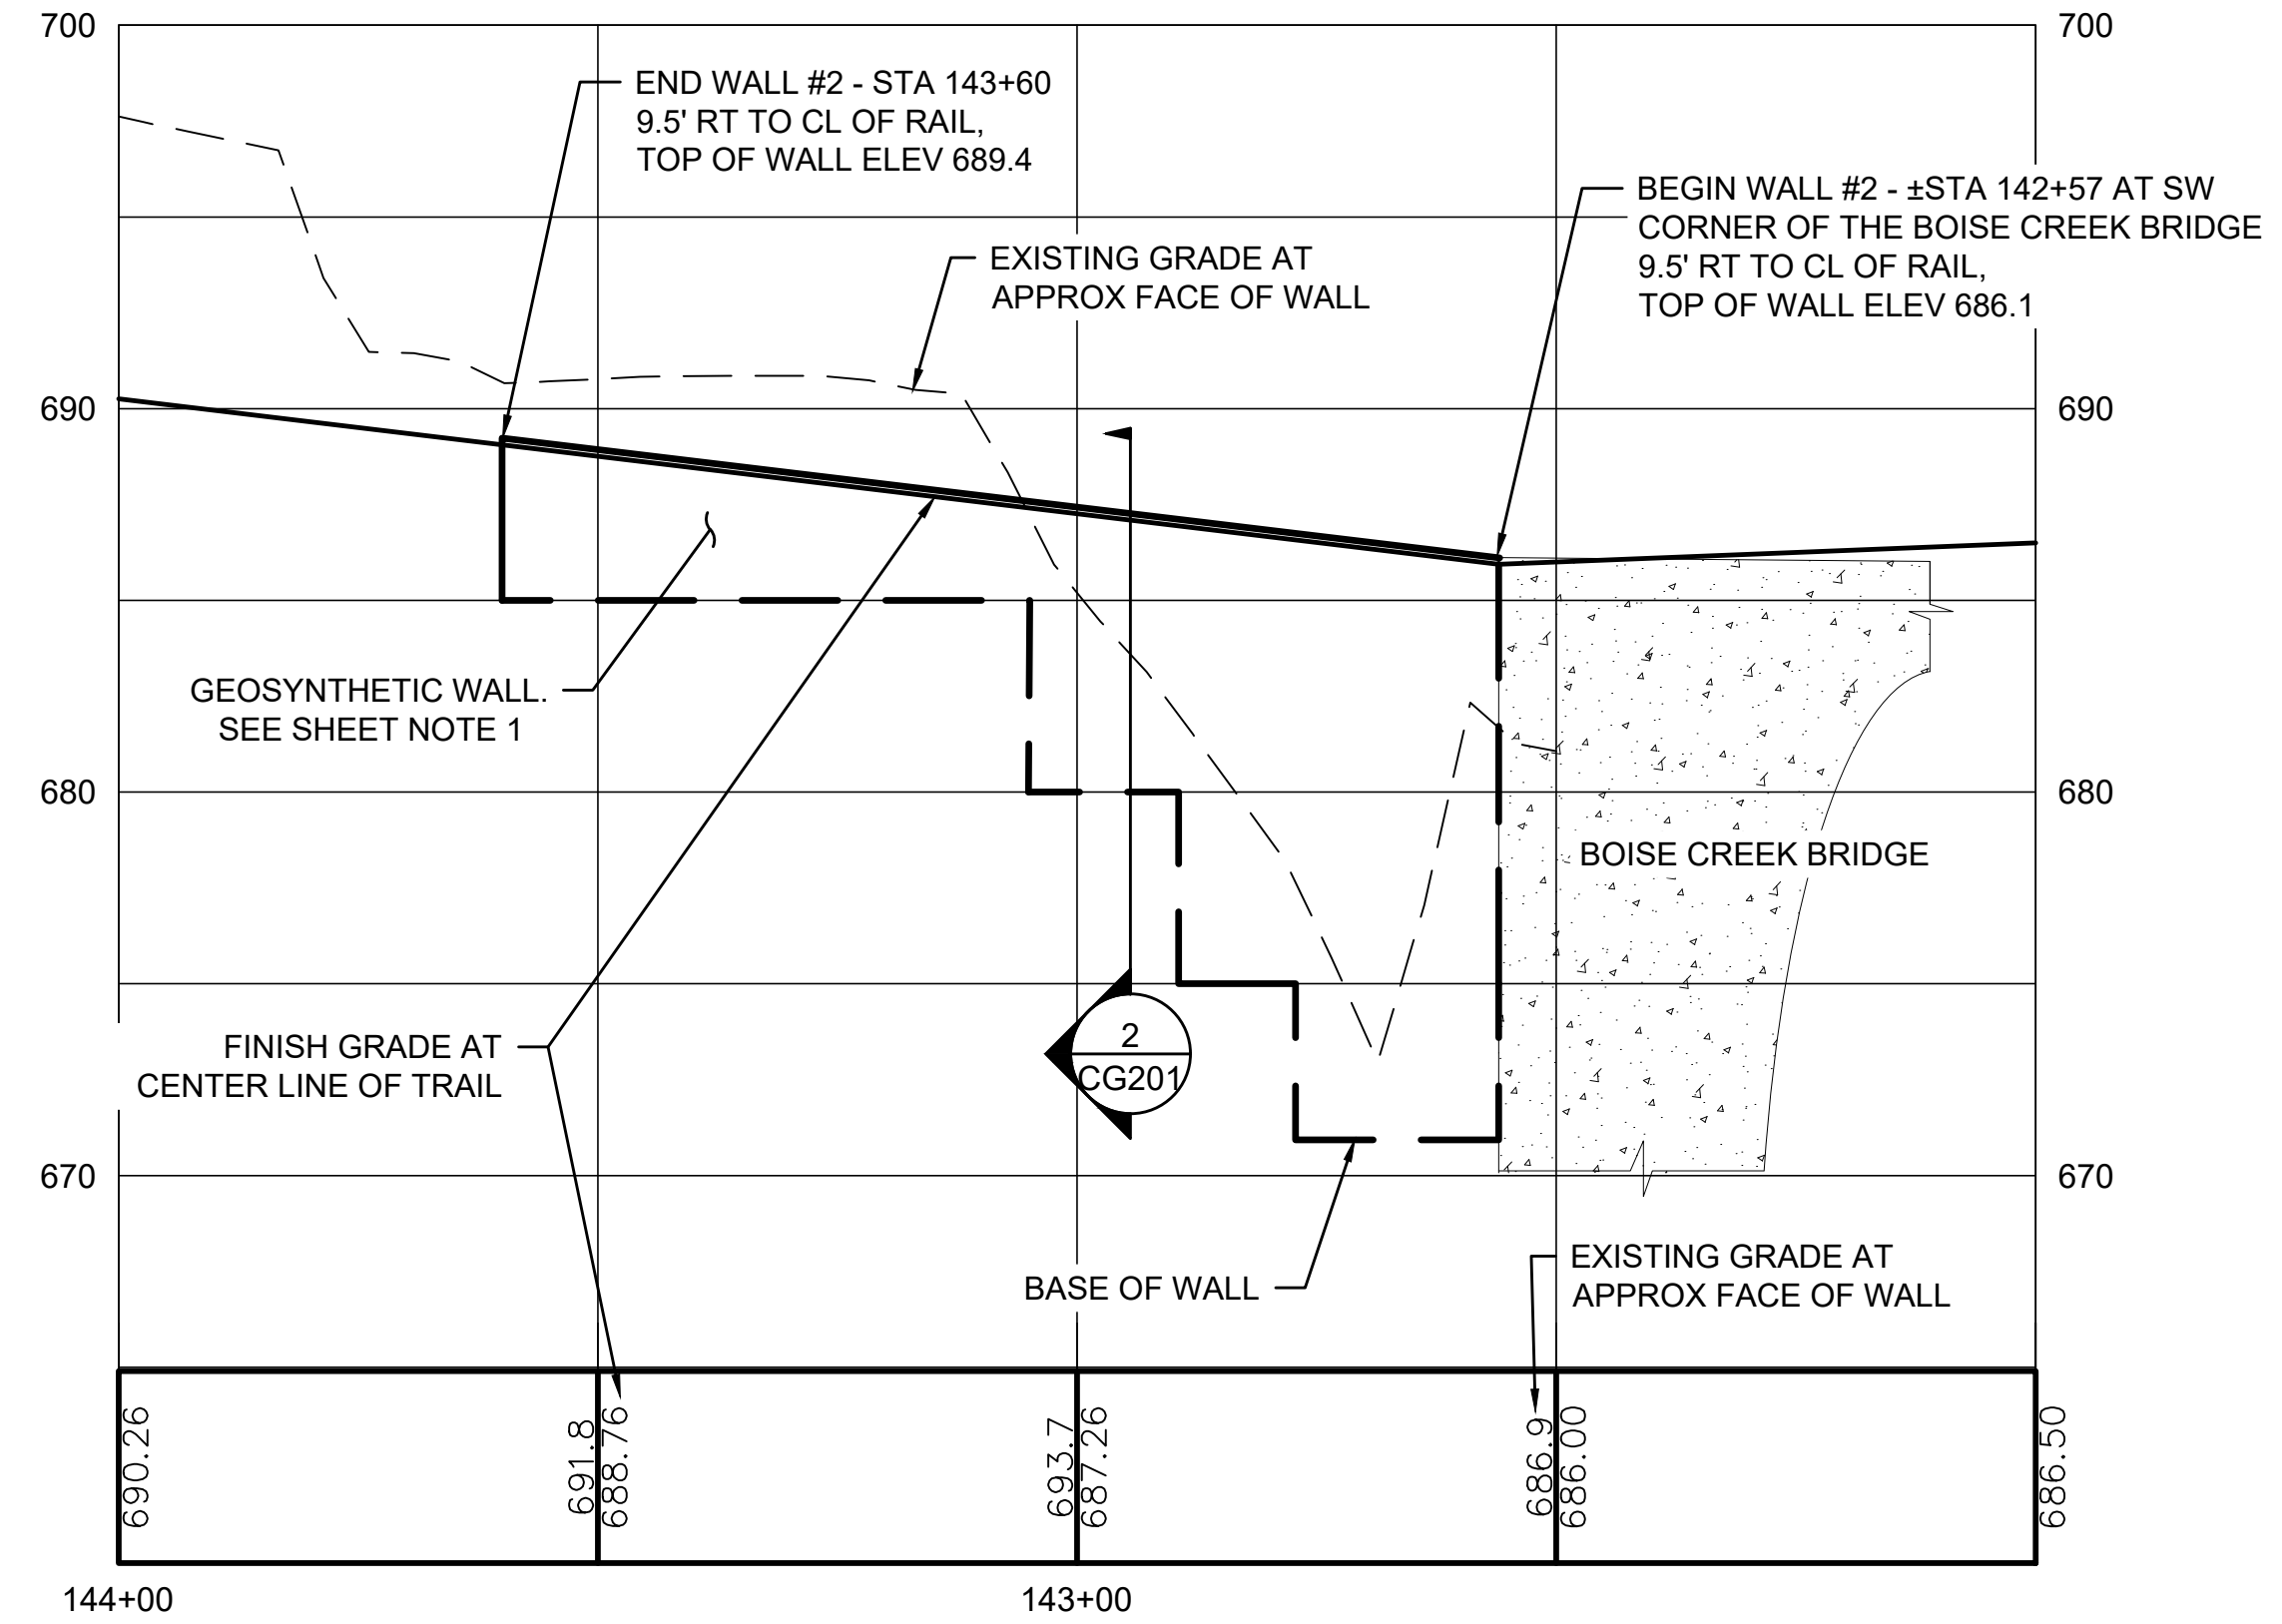 700
700
END WALL #2 - STA 143+60
9.5' RT TO CL OF RAIL,
TOP OF WALL ELEV 689.4
BEGIN WALL #2 - ±STA 142+57 AT SW
CORNER OF THE BOISE CREEK BRIDGE
9.5' RT TO CL OF RAIL,
TOP OF WALL ELEV 686.1
EXISTING GRADE AT
APPROX FACE OF WALL
690
690
GEOSYNTHETIC WALL.
SEE SHEET NOTE 1
680
680
BOISE CREEK BRIDGE
FINISH GRADE AT
CENTER LINE OF TRAIL
2
CG201
670
670
BASE OF WALL
EXISTING GRADE AT
APPROX FACE OF WALL
690.26
691.8
688.76
693.7
687.26
686.9
686.00
686.50
144+00
143+00